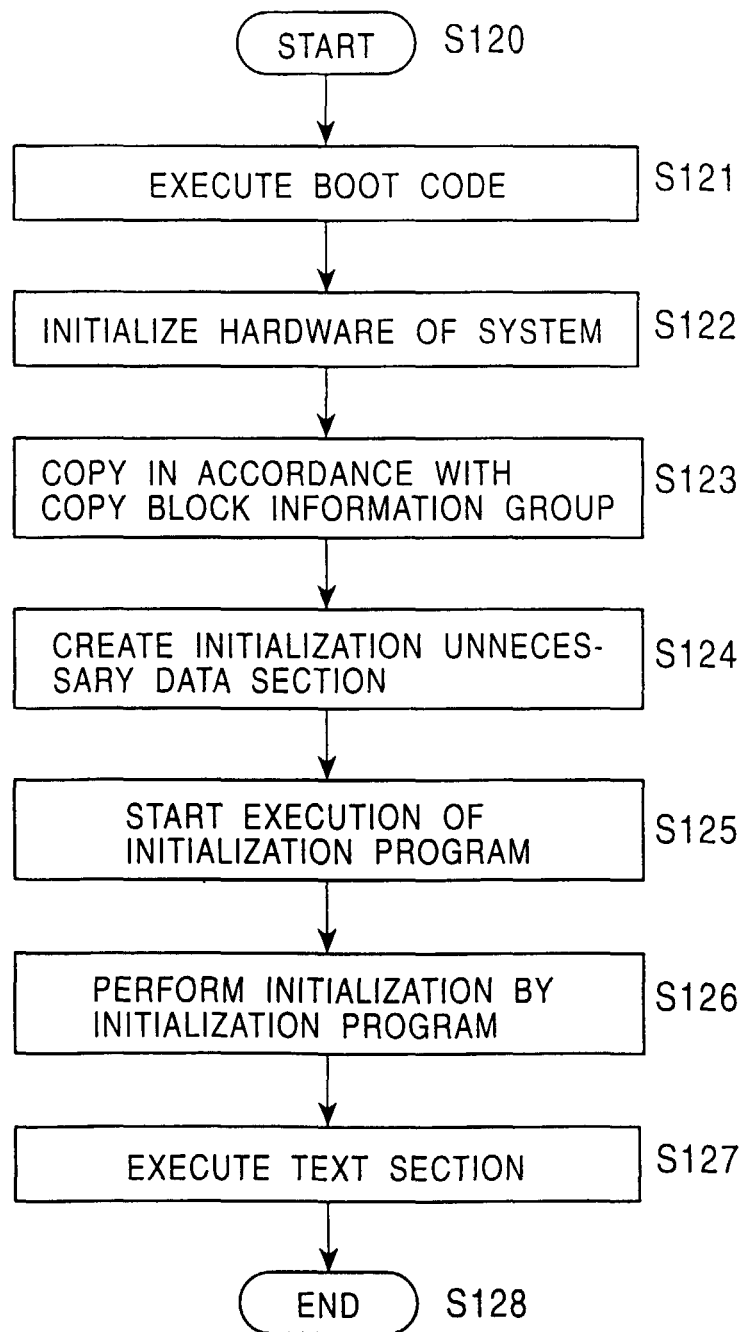 START S120
EXECUTE BOOT CODE S121
INITIALIZE HARDWARE OF SYSTEM S122
COPY IN ACCORDANCE WITH S123
COPY BLOCK INFORMATION GROUP
CREATE INITIALIZATION UNNECES- S124
SARY DATA SECTION
START EXECUTION OF S125
INITIALIZATION PROGRAM
PERFORM INITIALIZATION BY S126
INITIALIZATION PROGRAM
EXECUTE TEXT SECTION S127
END S128